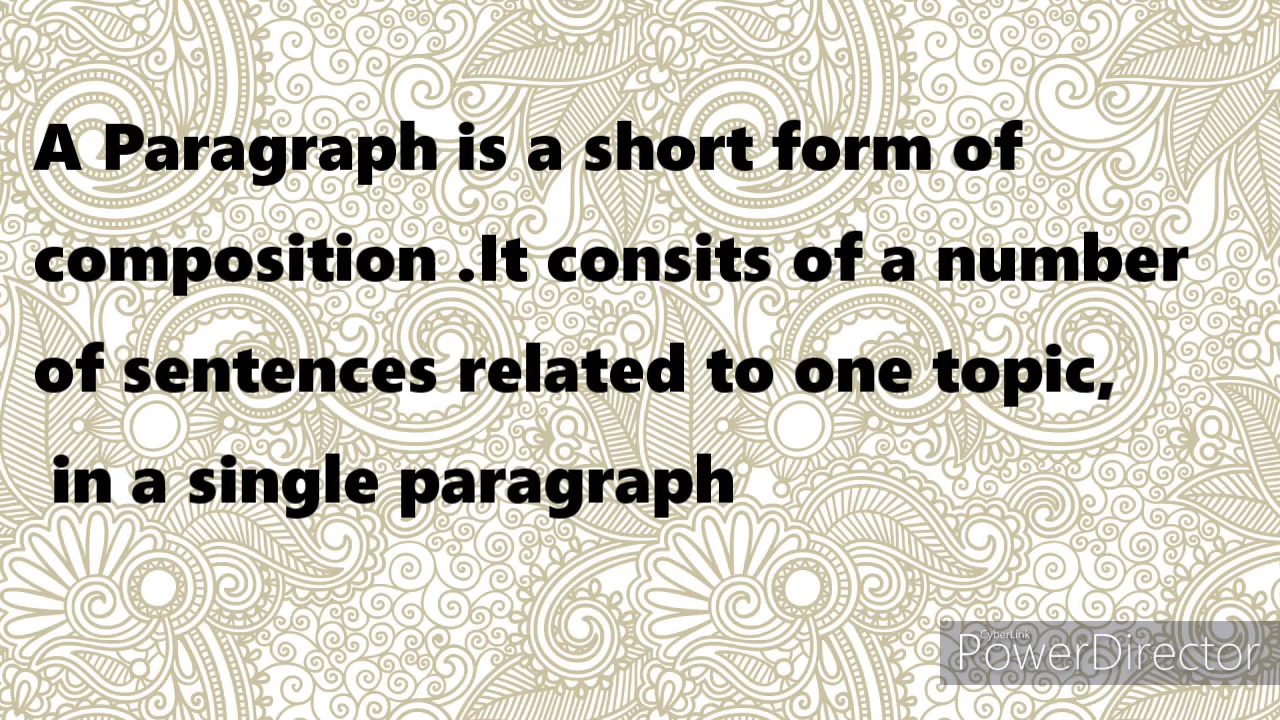 A Paragraph is a short form of
composition .It consits of a number
of sentences related to one topic,
in a single paragraph
CyberLink
PowerDirector